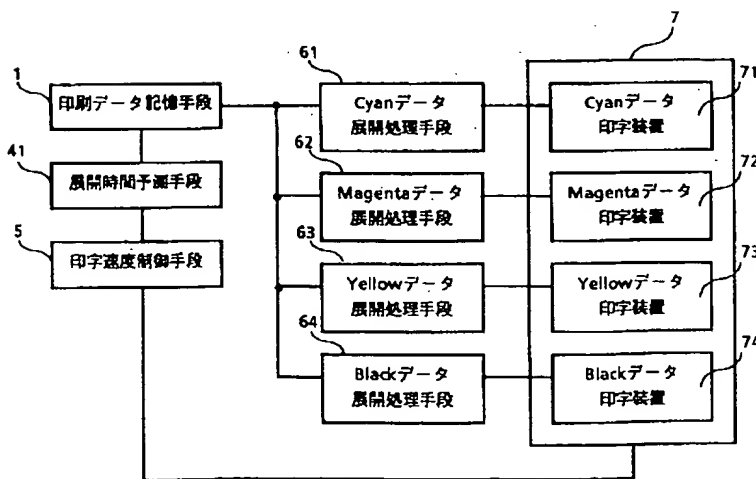 7
1
印刷データ記憶手段
41
展開時間予測手段
5
印字速度制御手段
61
Cyanデータ
展開処理手段
62
Magentaデータ
展開処理手段
63
Yellowデータ
展開処理手段
64
Blackデータ
展開処理手段
71
Cyanデータ
印字装置
72
Magentaデータ
印字装置
73
Yellowデータ
印字装置
74
Blackデータ
印字装置